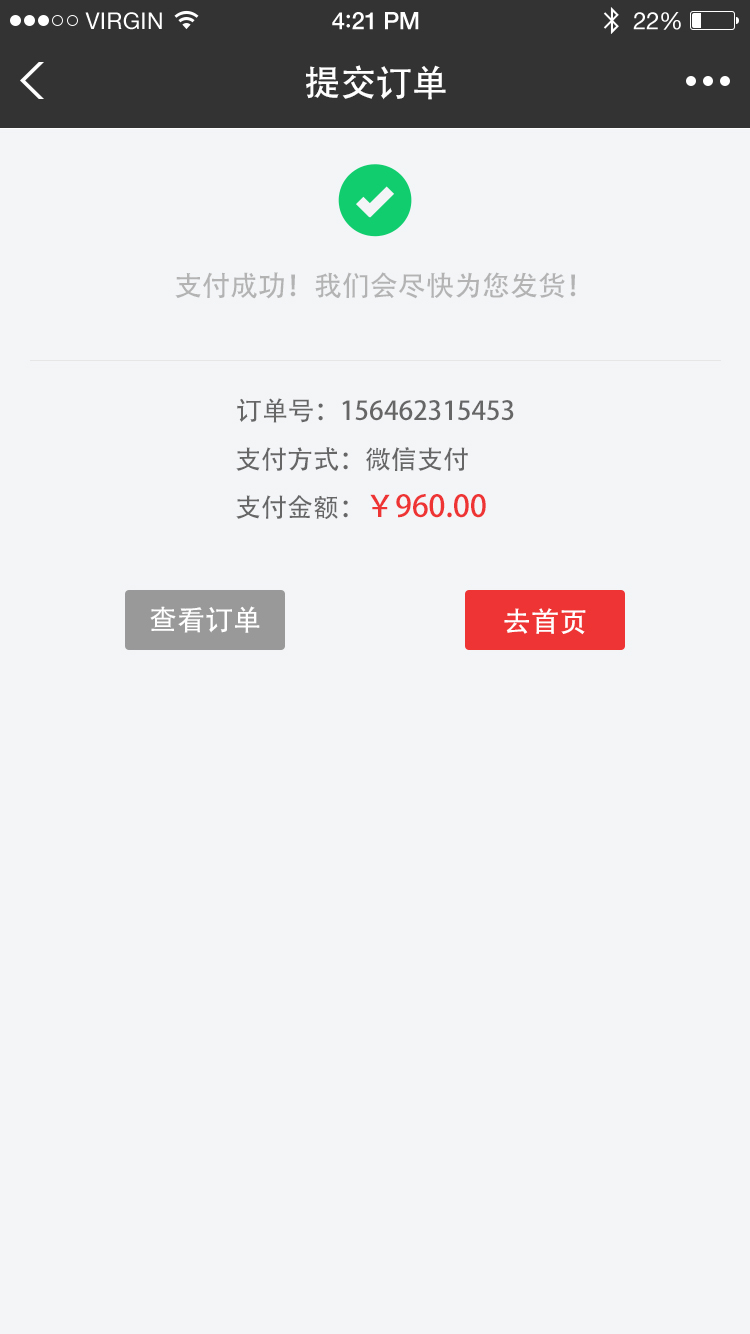 VIRGIN 4:21 PM 22%
提交订单
支付成功！我们会尽快为您发货！
订单号：156462315453
支付方式：微信支付
支付金额：￥960.00
查看订单 去首页